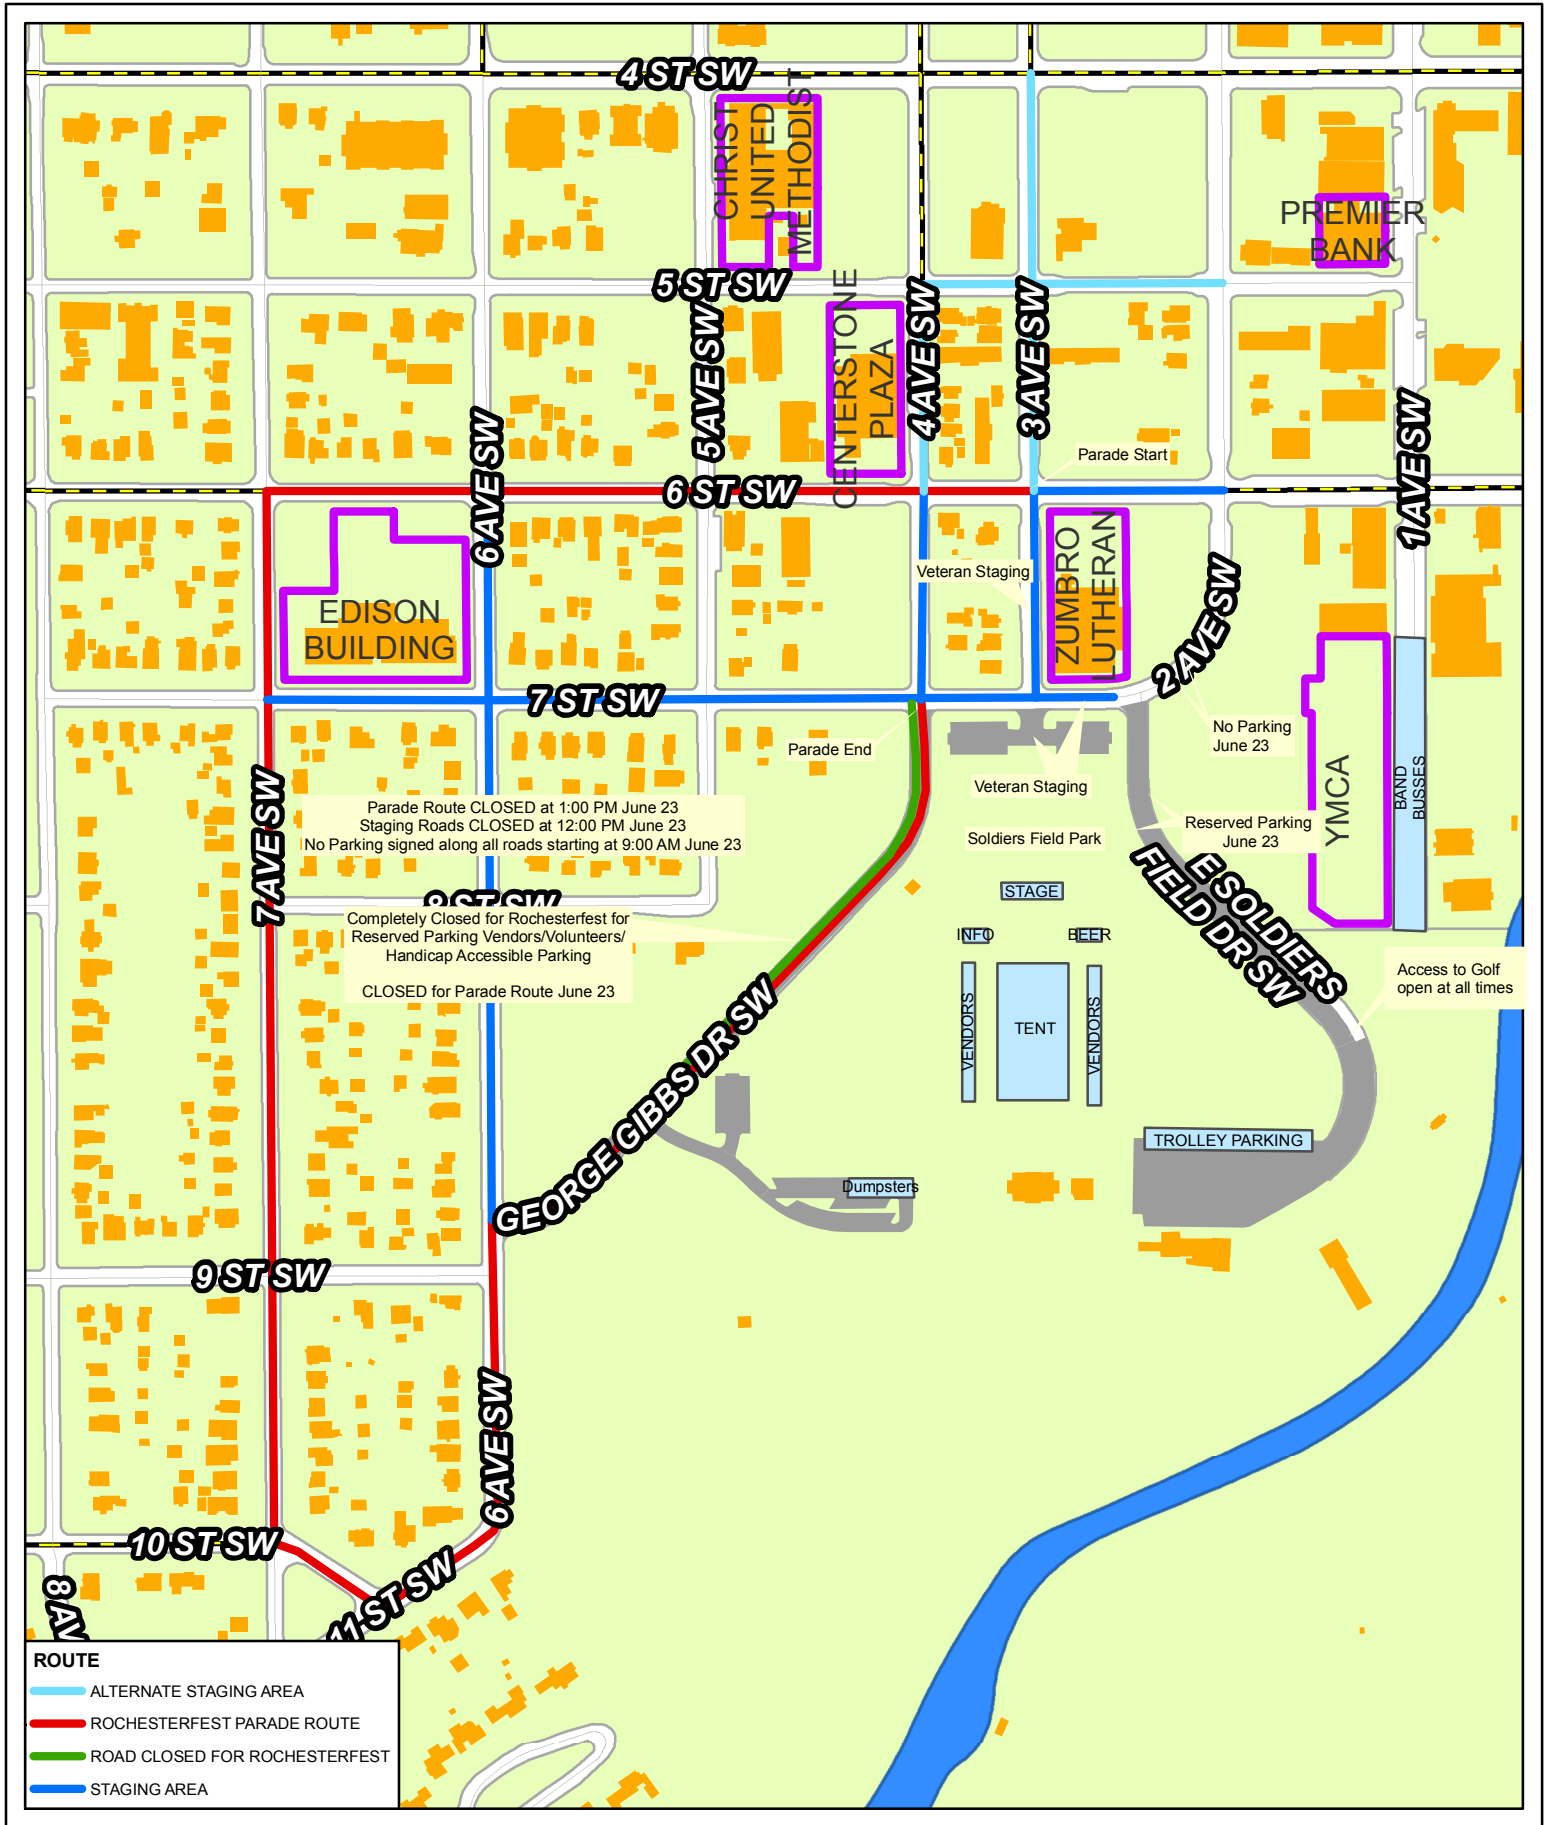 4 ST SW
CHRIST
UNITED
METHODIST
PREMIER
BANK
5 ST SW
CENTERSTONE
PLAZA
5 AVE SW
4 AVE SW
3 AVE SW
1 AVE SW
6 AVE SW
Parade Start
6 ST SW
EDISON
BUILDING
Veteran Staging
ZUMBRO
LUTHERAN
2 AVE SW
7 ST SW
No Parking
June 23
Parade End
Veteran Staging
YMCA
BAND
BUSSES
7 AVE SW
Parade Route CLOSED at 1:00 PM June 23
Staging Roads CLOSED at 12:00 PM June 23
No Parking signed along all roads starting at 9:00 AM June 23
Soldiers Field Park
Reserved Parking
June 23
E SOLDIERS
FIELD DR SW
8 ST SW
STAGE
Completely Closed for Rochesterfest for
Reserved Parking Vendors/Volunteers/
Handicap Accessible Parking
CLOSED for Parade Route June 23
INFO
BEER
Access to Golf
open at all times
VENDORS
TENT
VENDORS
GEORGE GIBBS DR SW
TROLLEY PARKING
Dumpsters
9 ST SW
6 AVE SW
10 ST SW
11 ST SW
8 AV
ROUTE
ALTERNATE STAGING AREA
ROCHESTERFEST PARADE ROUTE
ROAD CLOSED FOR ROCHESTERFEST
STAGING AREA